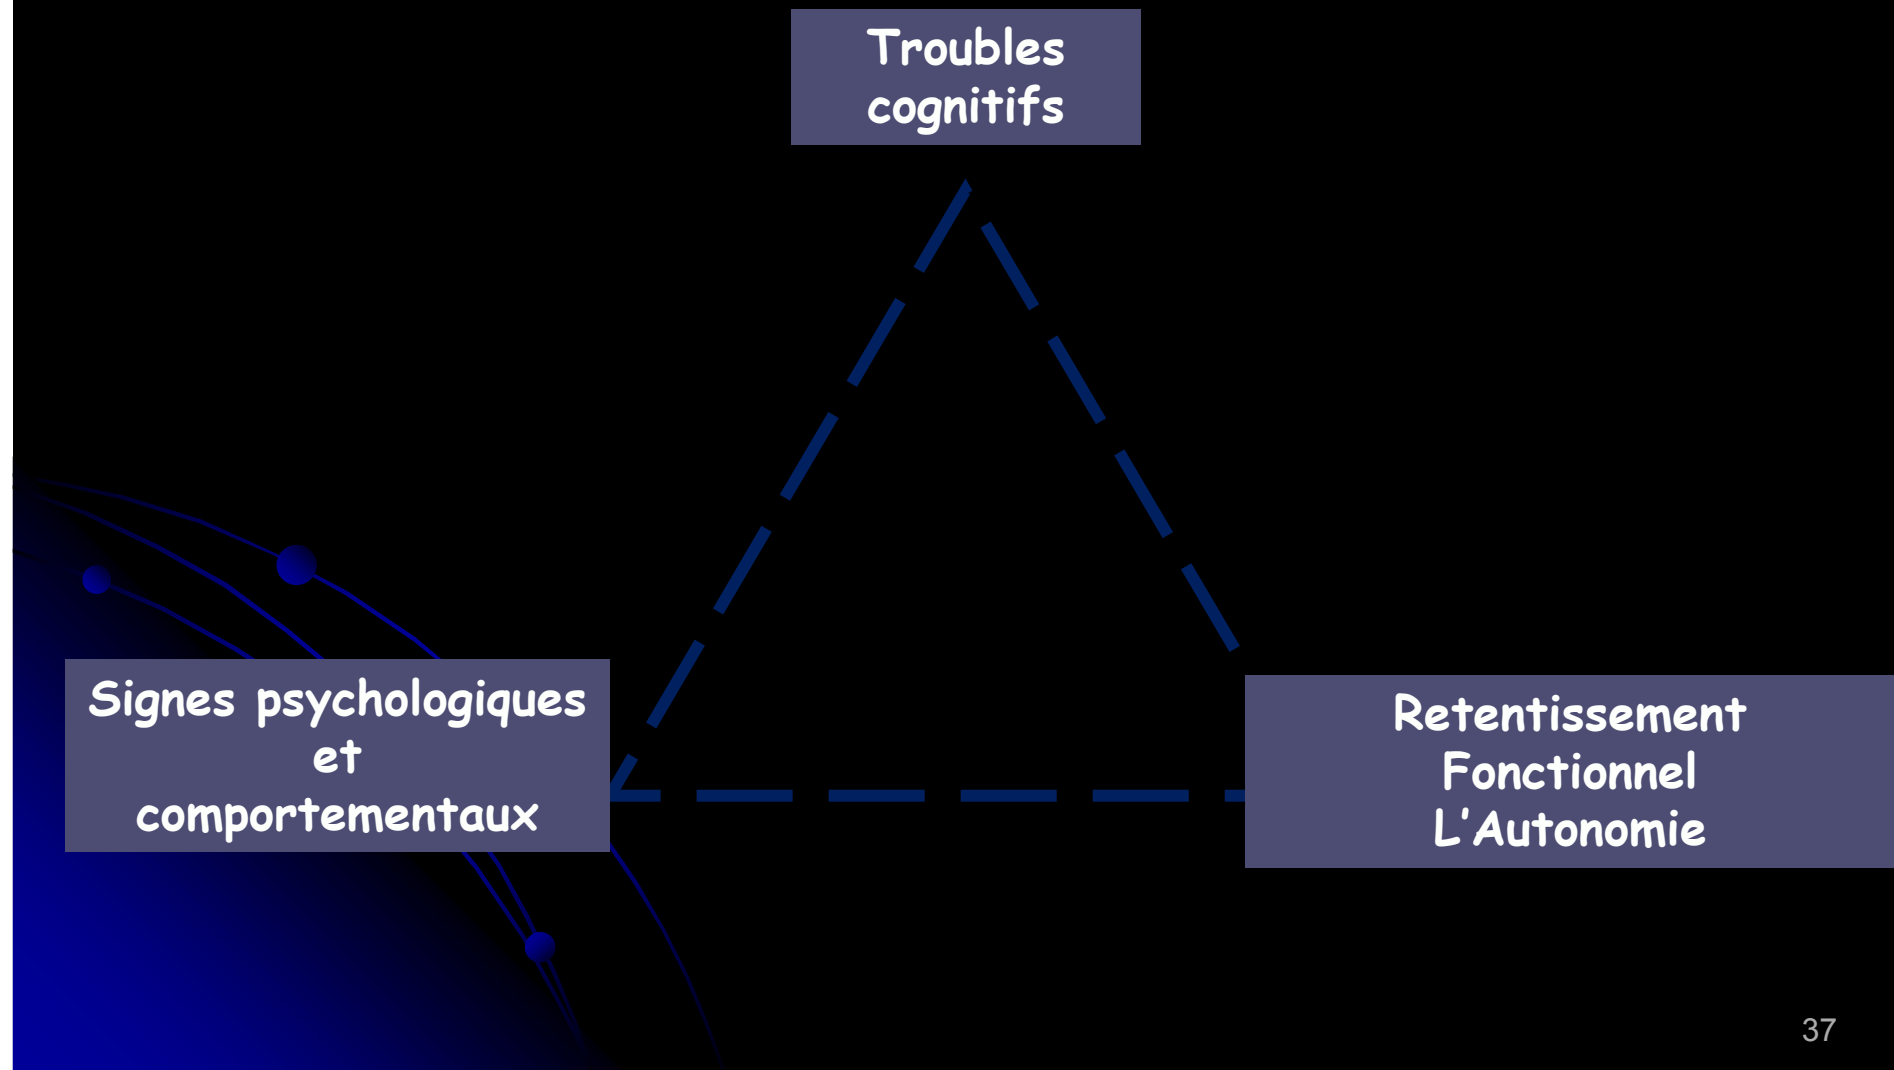 Troubles
cognitifs
Signes psychologiques
et
comportementaux
Retentissement
Fonctionnel
L'Autonomie
37